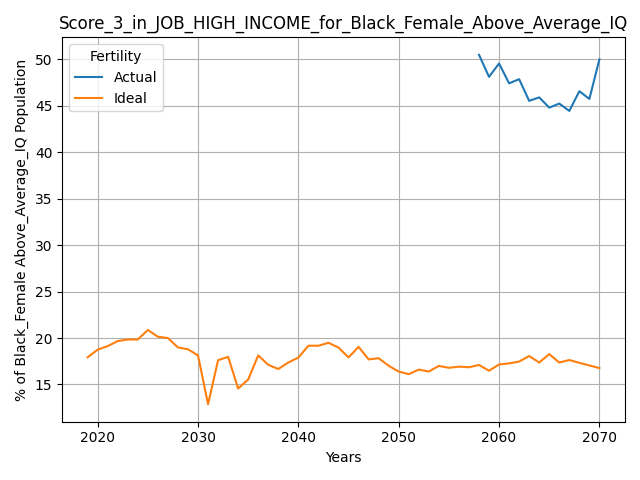 Score_3_in_JOB_HIGH_INCOME_for_Black_Female_Above_Average_IQ
Fertility
Actual
Ideal
% of Black_Female Above_Average_IQ Population
50
45
40
35
30
25
20
15
2020
2030
2040
2050
2060
2070
Years